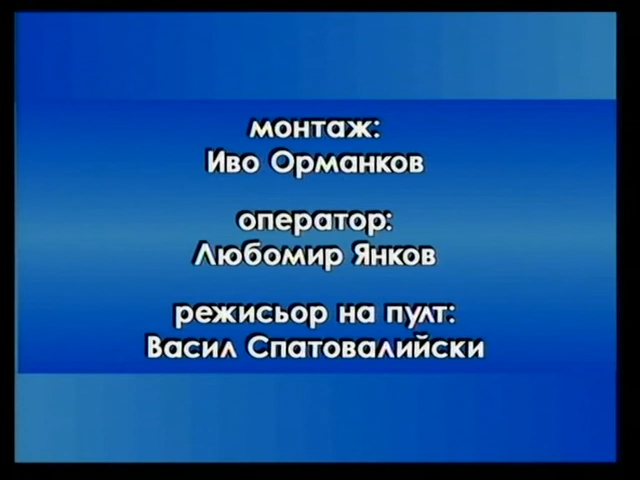 монтаж:
Иво Орманков
оператор:
Любомир Янков
режисьор на пулт:
Васил Спатовалийски